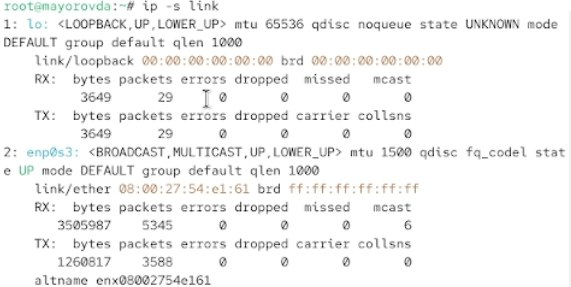 root@mayorovda:~# ip -s link
1: lo: <LOOPBACK,UP,LOWER_UP> mtu 65536 qdisc noqueue state UNKNOWN mode
DEFAULT group default qlen 1000
    link/loopback 00:00:00:00:00:00 brd 00:00:00:00:00:00
    RX:  bytes packets errors dropped  missed   mcast
          3649      29      0       0       0       0
    TX:  bytes packets errors dropped carrier collsns
          3649      29      0       0       0       0
2: enp0s3: <BROADCAST,MULTICAST,UP,LOWER_UP> mtu 1500 qdisc fq_codel stat
e UP mode DEFAULT group default qlen 1000
    link/ether 08:00:27:54:e1:61 brd ff:ff:ff:ff:ff:ff
    RX:  bytes packets errors dropped  missed   mcast
       3505987    5345      0       0       0       6
    TX:  bytes packets errors dropped carrier collsns
       1260817    3588      0       0       0       0
    altname enx08002754e161